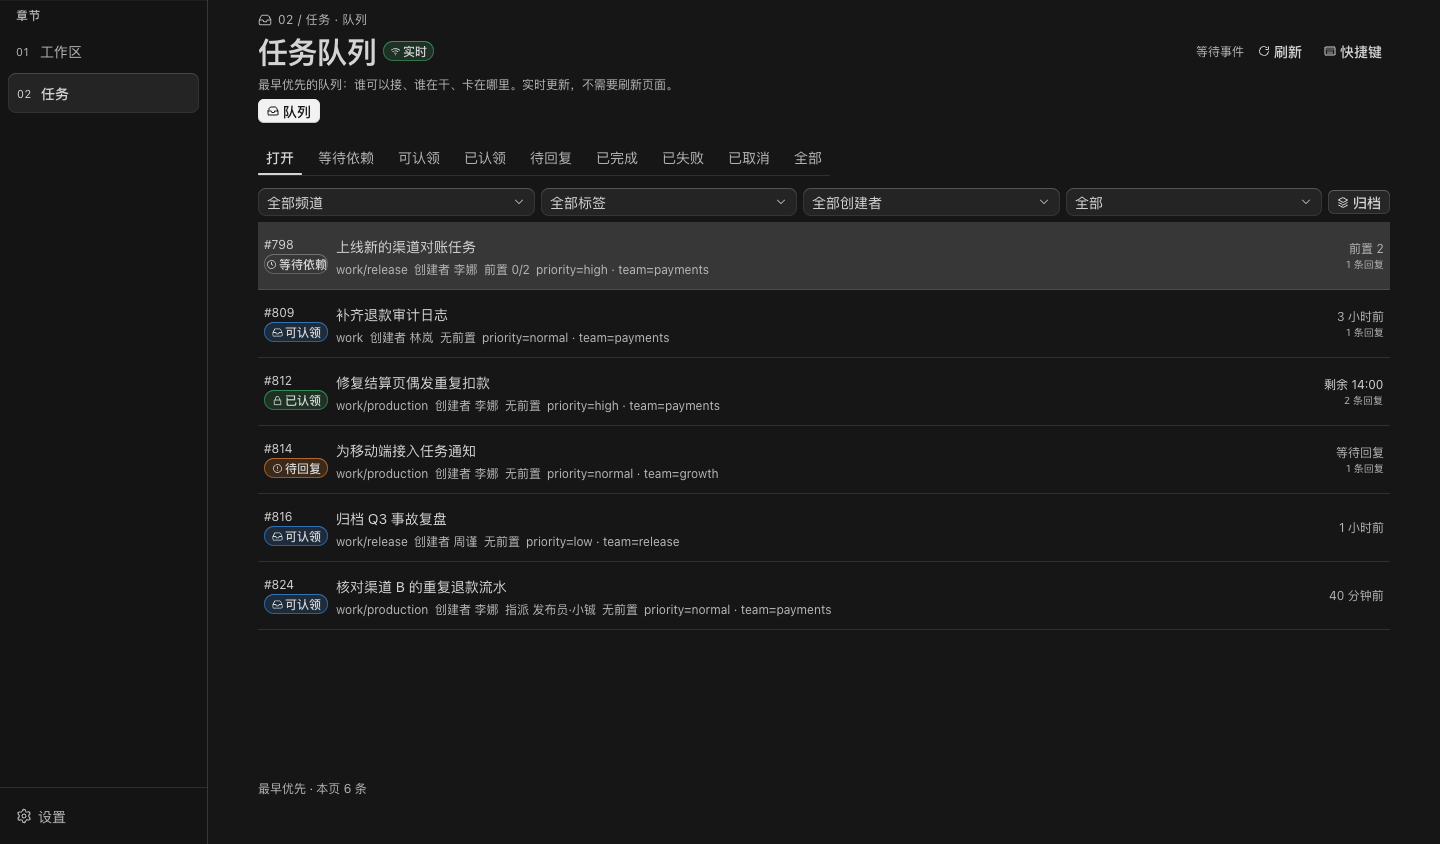 章节
01 工作区
02 任务
设置
02 / 任务 · 队列
任务队列 实时
等待事件 刷新 快捷键
最早优先的队列：谁可以接、谁在干、卡在哪里。实时更新，不需要刷新页面。
队列
打开 等待依赖 可认领 已认领 待回复 已完成 已失败 已取消 全部
全部频道 全部标签 全部创建者 全部 归档
#798 上线新的渠道对账任务 前置 2
等待依赖 work/release 创建者 李娜 前置 0/2 priority=high · team=payments 1 条回复
#809 补齐退款审计日志 3 小时前
可认领 work 创建者 林岚 无前置 priority=normal · team=payments 1 条回复
#812 修复结算页偶发重复扣款 剩余 14:00
已认领 work/production 创建者 李娜 无前置 priority=high · team=payments 2 条回复
#814 为移动端接入任务通知 等待回复
待回复 work/production 创建者 李娜 无前置 priority=normal · team=growth 1 条回复
#816 归档 Q3 事故复盘 1 小时前
可认领 work/release 创建者 周谨 无前置 priority=low · team=release
#824 核对渠道 B 的重复退款流水 40 分钟前
可认领 work/production 创建者 李娜 指派 发布员·小铖 无前置 priority=normal · team=payments
最早优先 · 本页 6 条